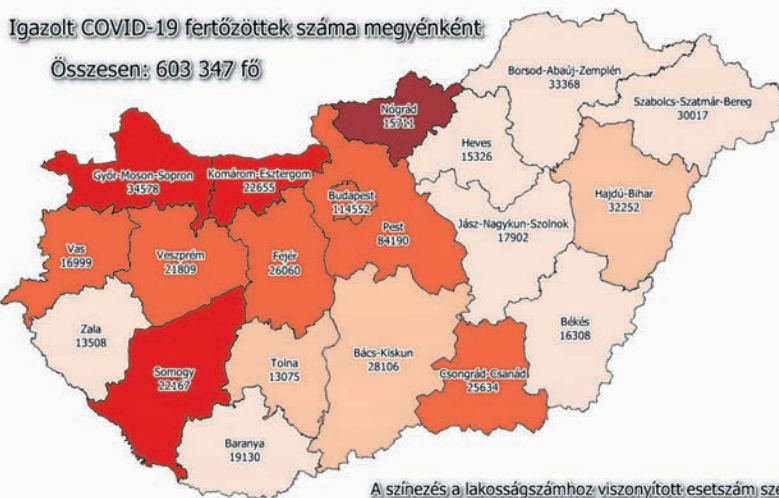 Igazolt COVID-19 fertőzöttek száma megyénként
Összesen: 603 347 fő
Borsod-Abaúj-Zemplén
33368
Szabolcs-Szatmár-Bereg
30017
Nógrád
15711
Heves
15326
Győr-Moson-Sopron
34578
Komárom-Esztergom
22655
Budapest
114552
Hajdú-Bihar
32252
Jász-Nagykun-Szolnok
17902
Pest
84190
Vas
16999
Veszprém
21809
Fejér
26060
Zala
13508
Békés
16308
Somogy
22167
Tolna
13075
Bács-Kiskun
28106
Csongrád-Csanád
25634
Baranya
19130
A színezés a lakosságszámhoz viszonyított esetszám